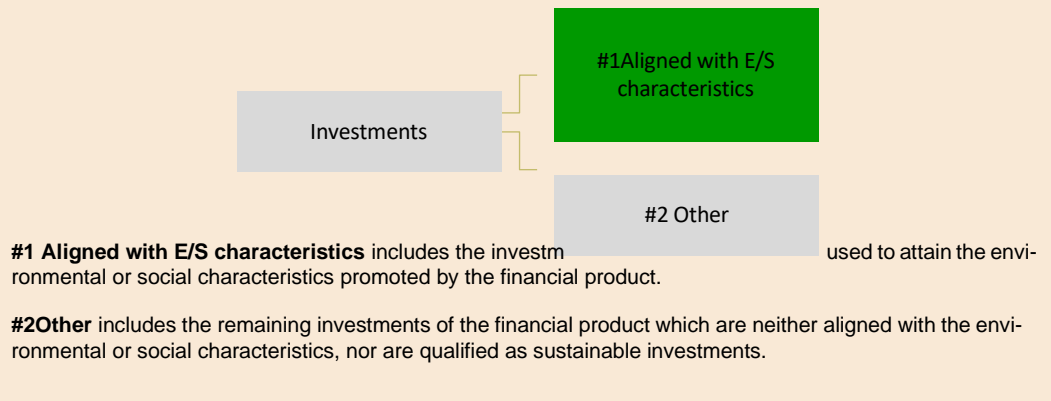 #1Aligned with E/S
characteristics
Investments
#2 Other
#1 Aligned with E/S characteristics includes the investm used to attain the envi-
ronmental or social characteristics promoted by the financial product.
#2Other includes the remaining investments of the financial product which are neither aligned with the envi-
ronmental or social characteristics, nor are qualified as sustainable investments.